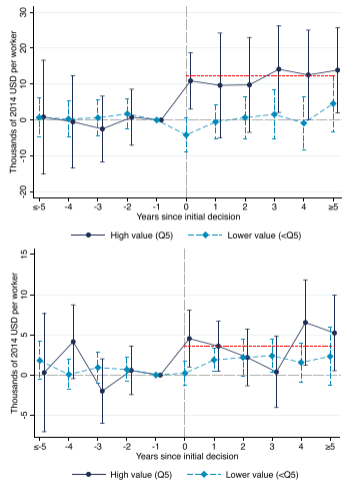 Thousands of 2014 USD per worker
30
20
10
0
-10
-20
≤-5 -4 -3 -2 -1 0 1 2 3 4 ≥5
Years since initial decision
High value (Q5) Lower value (<Q5)
Thousands of 2014 USD per worker
15
10
5
0
-5
≤-5 -4 -3 -2 -1 0 1 2 3 4 ≥5
Years since initial decision
High value (Q5) Lower value (<Q5)